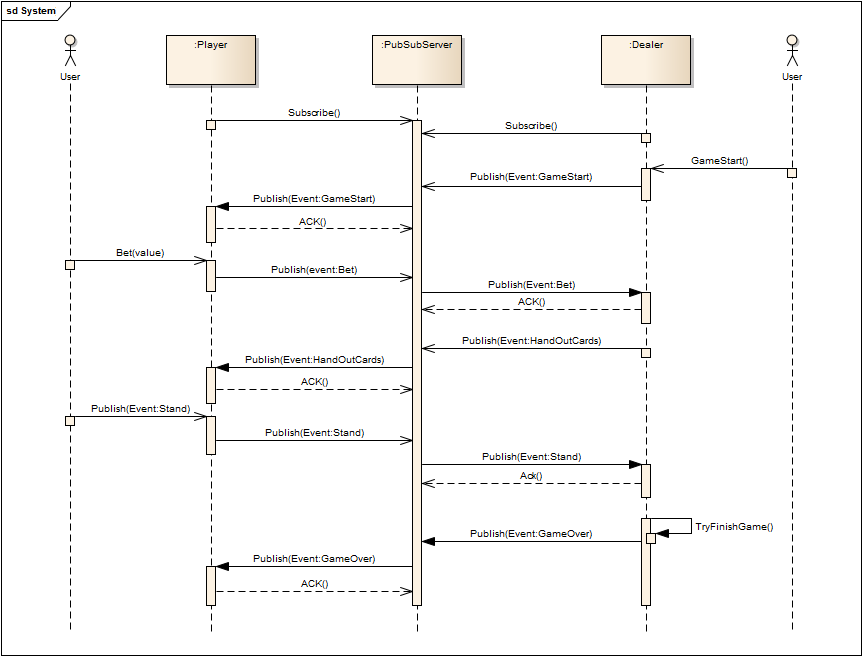 sd System
:Player
:PubSubServer
:Dealer
User
User
Subscribe()
Subscribe()
GameStart()
Publish(Event:GameStart)
Publish(Event:GameStart)
ACK()
Bet(value)
Publish(event:Bet)
Publish(Event:Bet)
ACK()
Publish(Event:HandOutCards)
Publish(Event:HandOutCards)
ACK()
Publish(Event:Stand)
Publish(Event:Stand)
Publish(Event:Stand)
Ack()
TryFinishGame()
Publish(Event:GameOver)
Publish(Event:GameOver)
ACK()